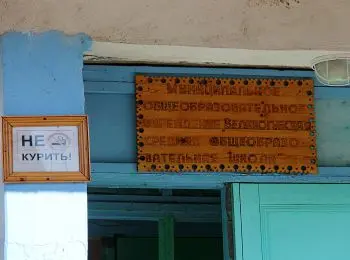 НЕ
КУРИТЬ!
МУНИЦИПАЛЬНОЕ
ОБЩЕОБРАЗОВАТЕЛЬНОЕ
УЧРЕЖДЕНИЕ
СРЕДНЯЯ ОБЩЕОБРАЗО-
ВАТЕЛЬНАЯ ШКОЛА